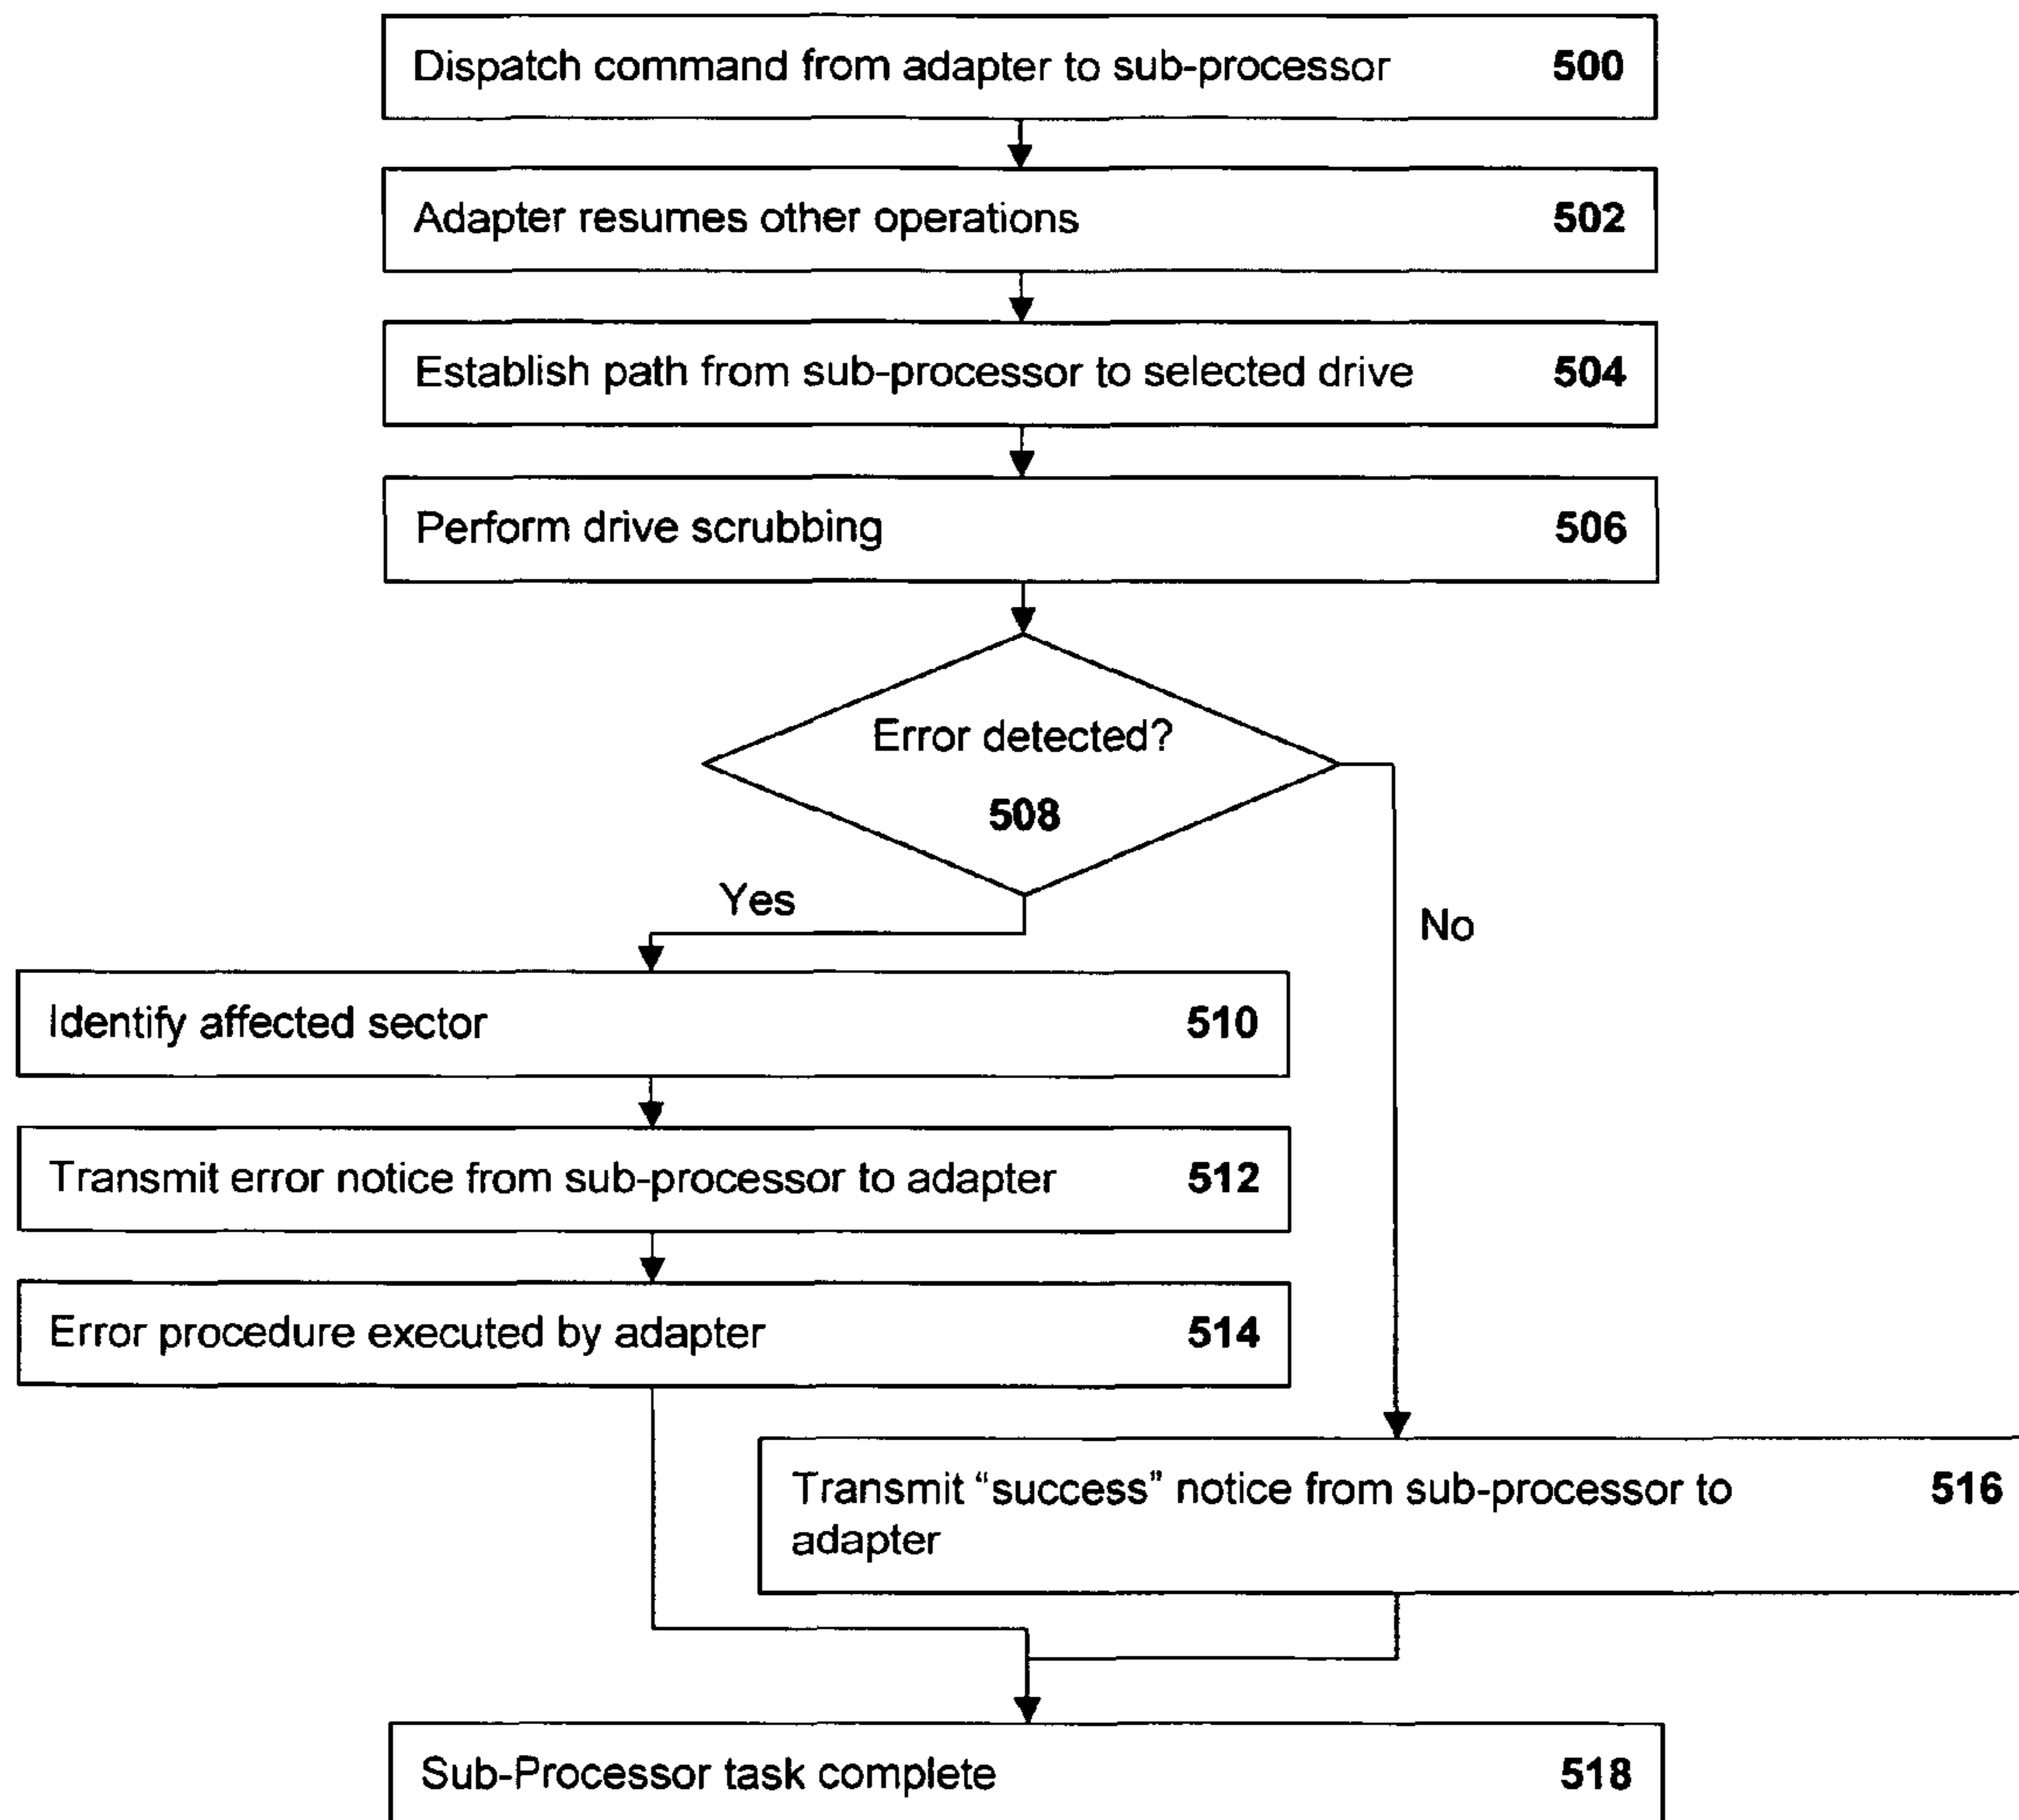 Dispatch command from adapter to sub-processor 500
Adapter resumes other operations 502
Establish path from sub-processor to selected drive 504
Perform drive scrubbing 506
Error detected?
508
Yes
No
Identify affected sector 510
Transmit error notice from sub-processor to adapter 512
Error procedure executed by adapter 514
Transmit “success” notice from sub-processor to 516
adapter
Sub-Processor task complete 518